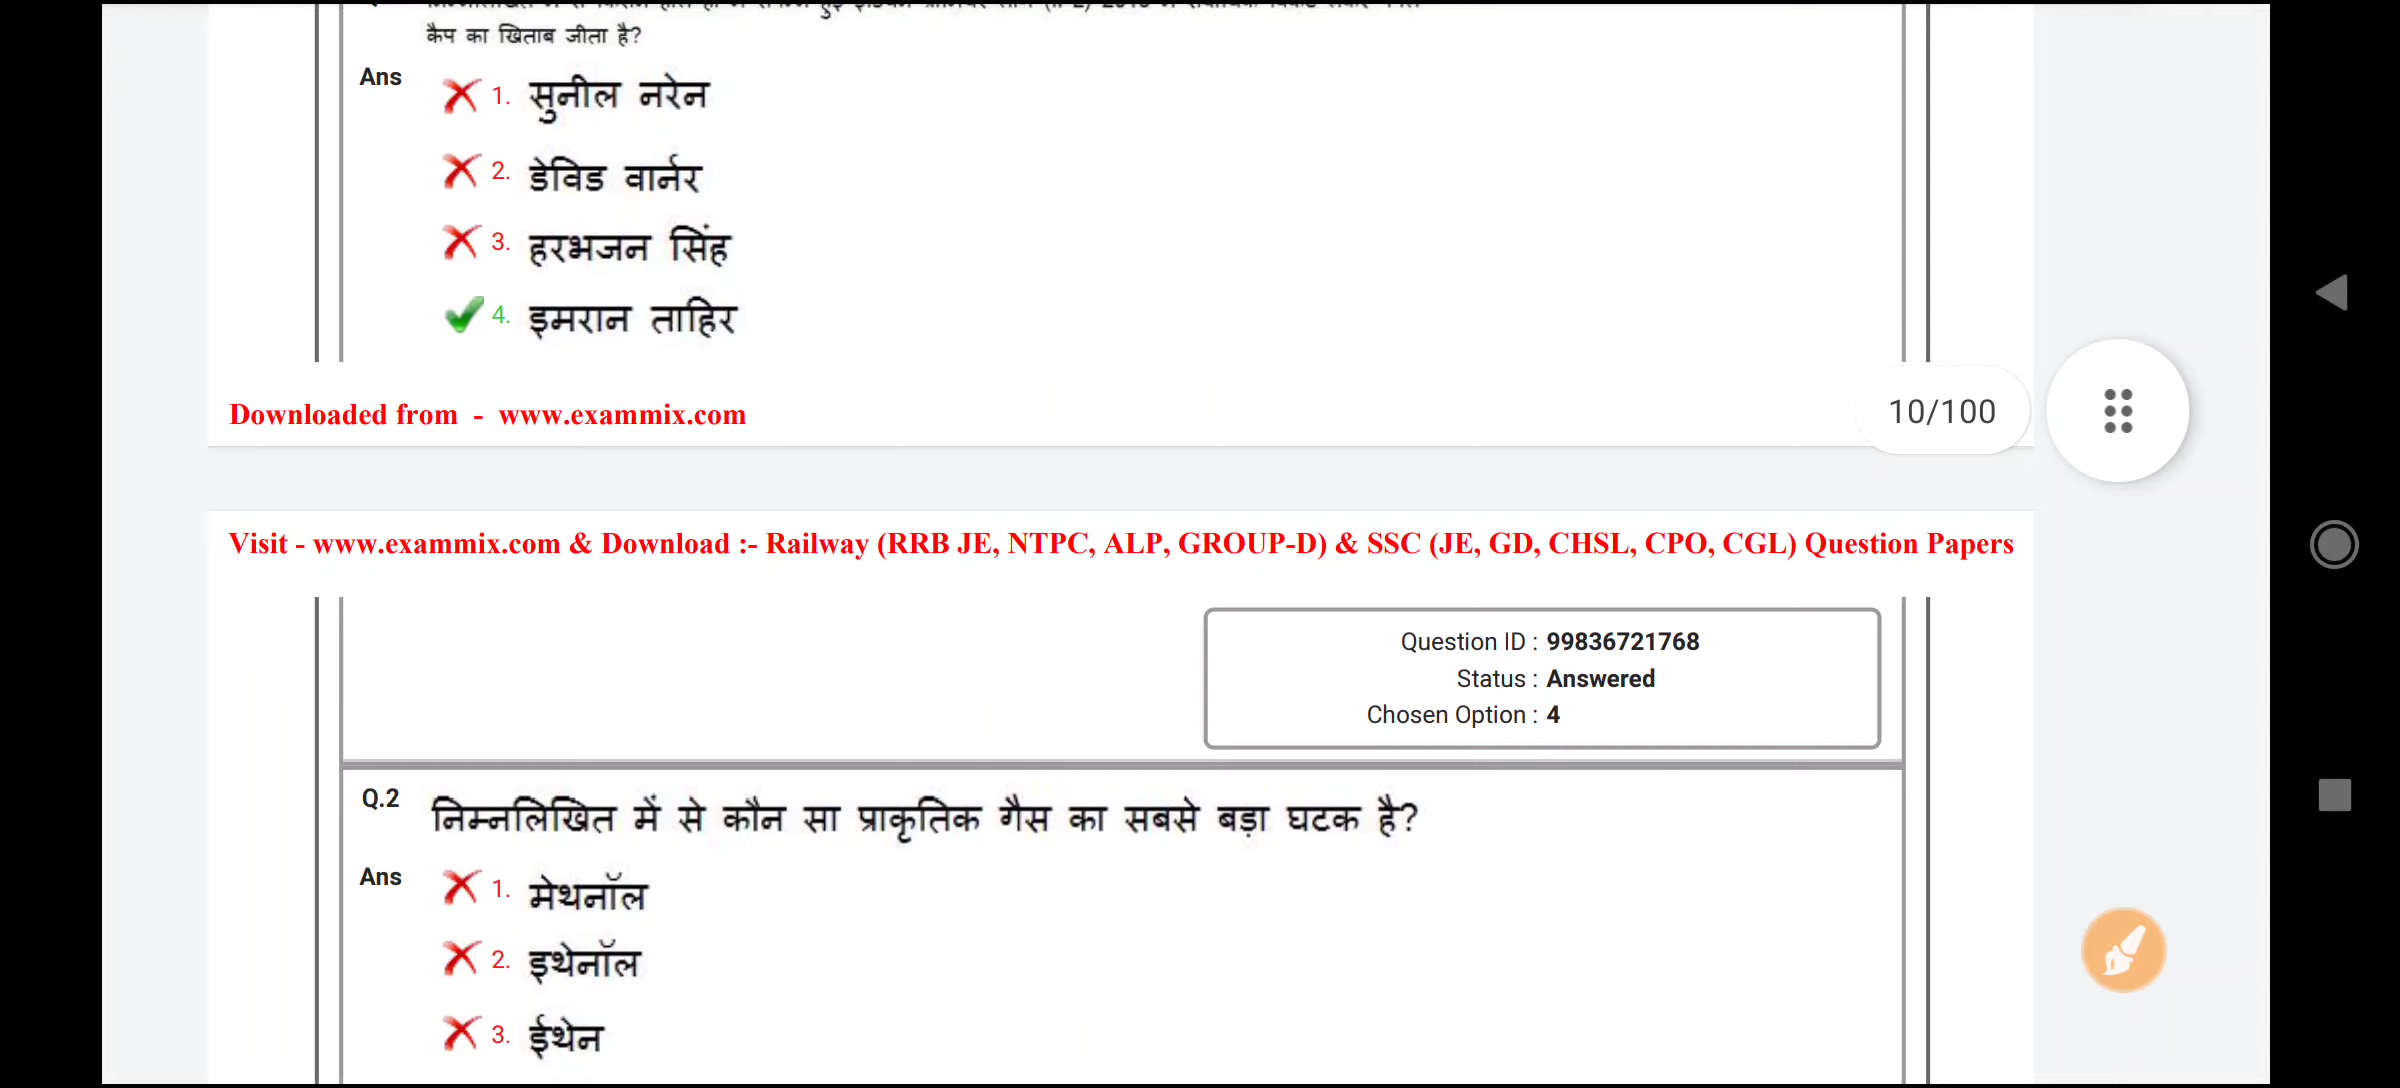 कैप का खिताब जीता है?
Ans
1. सुनील नरेन
2. डेविड वार्नर
3. हरभजन सिंह
4. इमरान ताहिर
Downloaded from - www.exammix.com
10/100
Visit - www.exammix.com & Download :- Railway (RRB JE, NTPC, ALP, GROUP-D) & SSC (JE, GD, CHSL, CPO, CGL) Question Papers
Question ID : 99836721768
Status : Answered
Chosen Option : 4
Q.2 निम्नलिखित में से कौन सा प्राकृतिक गैस का सबसे बड़ा घटक है?
Ans
1. मेथनॉल
2. इथेनॉल
3. ईथेन